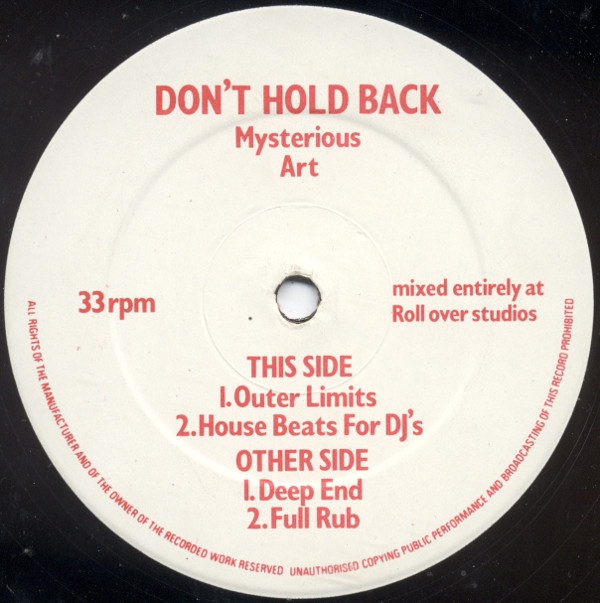 DON'T HOLD BACK
Mysterious
Art
33 rpm
mixed entirely at
Roll over studios
THIS SIDE
1. Outer Limits
2. House Beats For DJ's
OTHER SIDE
1. Deep End
2. Full Rub
ALL RIGHTS OF THE MANUFACTURER AND OF THE OWNER OF THE RECORDED WORK RESERVED UNAUTHORISED COPYING PUBLIC PERFORMANCE AND BROADCASTING OF THIS RECORD PROHIBITED